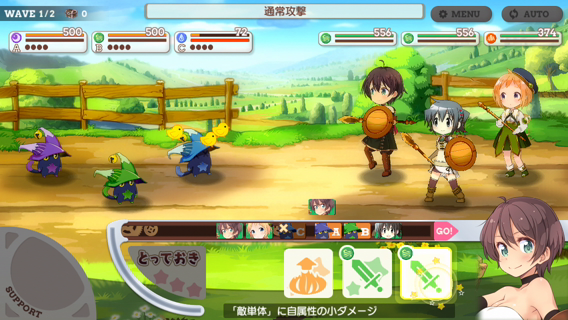 WAVE 1/2
0
通常攻撃
MENU
AUTO
500
A
500
B
72
C
556
556
374
C
A
B
GO!
とっておき
SUPPORT
「敵単体」に自属性の小ダメージ